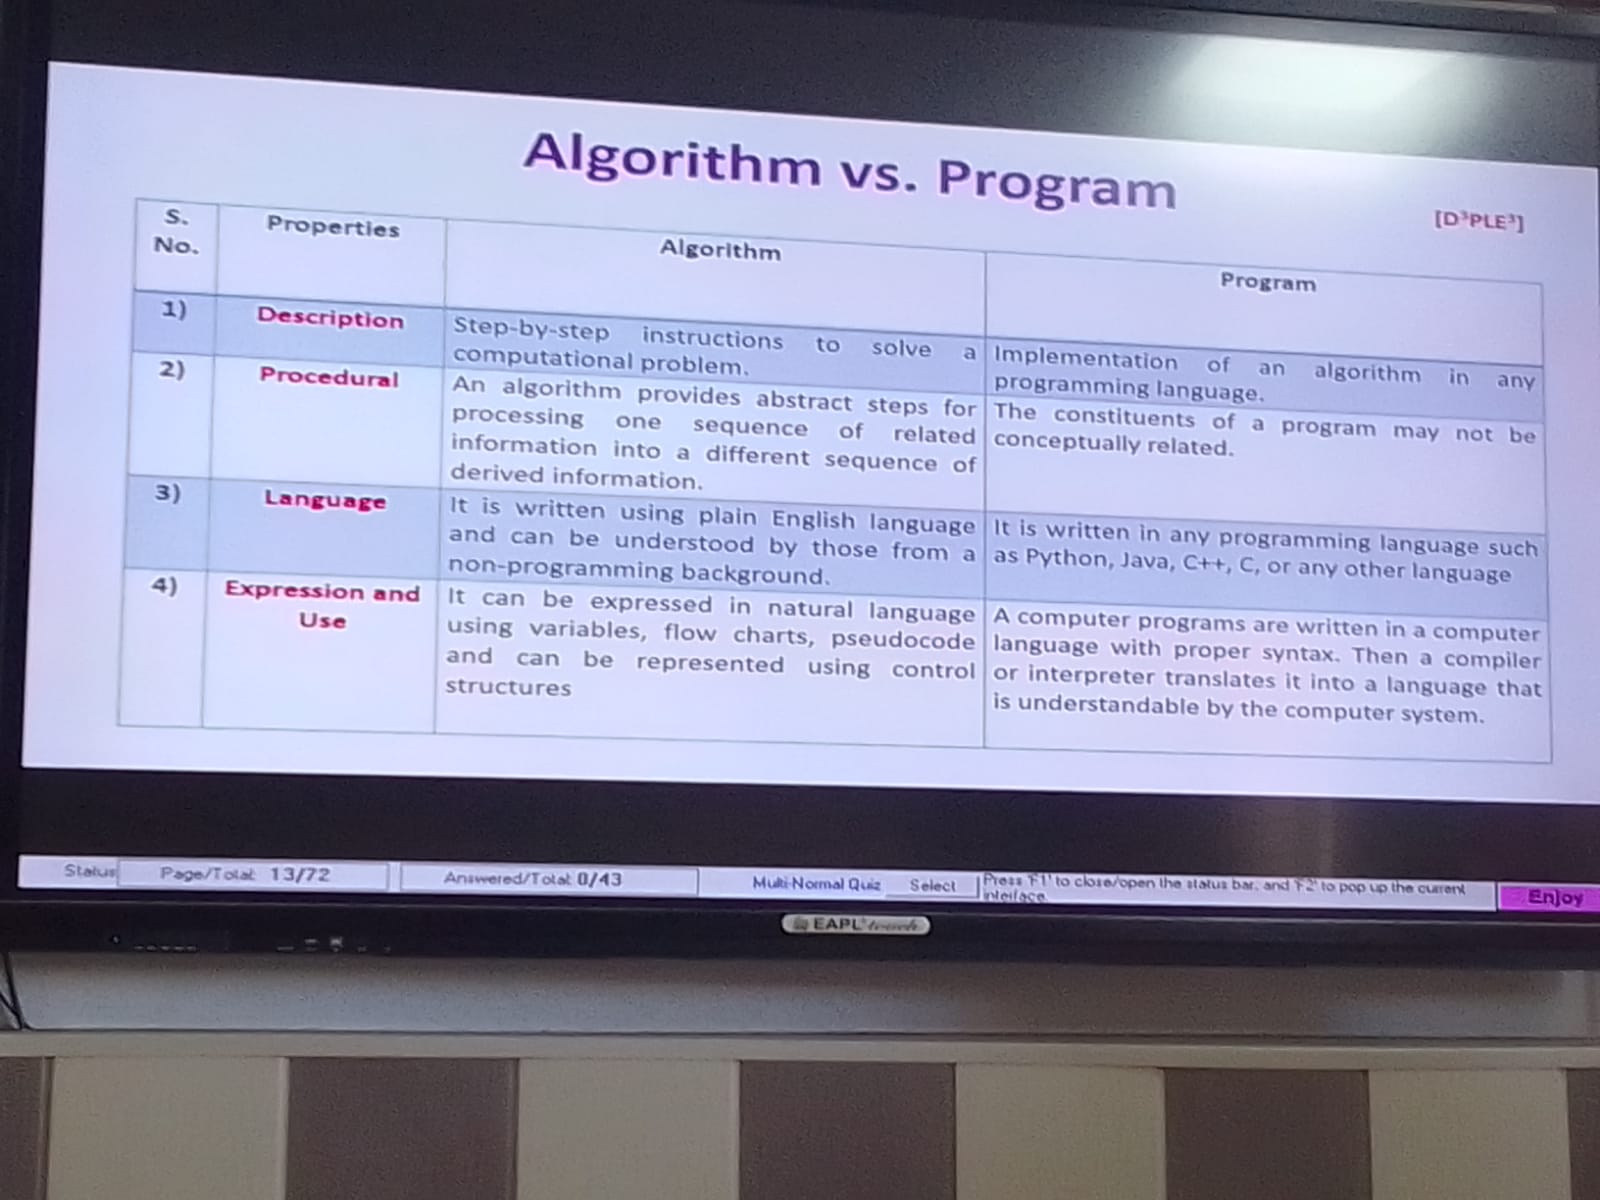 Algorithm vs. Program
[D³PLE³]
S.
No.
Properties
Algorithm
Program
1)
Description
Step-by-step instructions to solve a
computational problem.
Implementation of an algorithm in any
programming language.
2)
Procedural
An algorithm provides abstract steps for
processing one sequence of related
information into a different sequence of
derived information.
The constituents of a program may not be
conceptually related.
3)
Language
It is written using plain English language
and can be understood by those from a
non-programming background.
It is written in any programming language such
as Python, Java, C++, C, or any other language
4)
Expression and
Use
It can be expressed in natural language
using variables, flow charts, pseudocode
and can be represented using control
structures
A computer programs are written in a computer
language with proper syntax. Then a compiler
or interpreter translates it into a language that
is understandable by the computer system.
Status
Page/Total: 13/72
Answered/Total: 0/43
Multi-Normal Quiz
Select
Press 'F1' to close/open the status bar, and 'F2' to pop up the current
interface.
Enjoy
EAPL touch